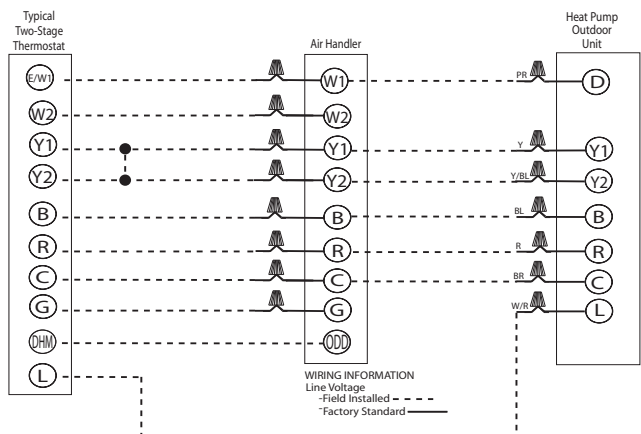 Typical
Two-Stage
Thermostat
Air Handler
Heat Pump
Outdoor
Unit
E/W1 W1 PR D
W2 W2
Y1 Y1 Y Y1
Y2 Y2 Y/BL Y2
B B BL B
R R R R
C C BR C
G G W/R L
DHM ODD
L
WIRING INFORMATION
Line Voltage
-Field Installed
-Factory Standard